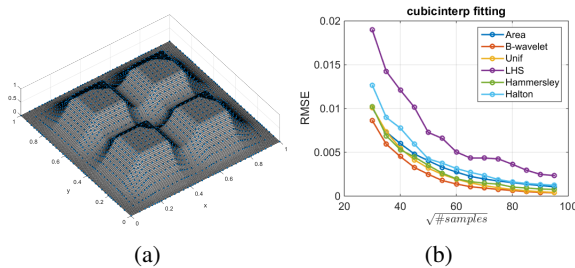 1
0.5
0
1
0.8
0.6
0.4
0.2
0
y
0
0.2
0.4
0.6
0.8
1
x
(a)
cubicinterp fitting
0.02
0.015
0.01
0.005
0
RMSE
20
40
60
80
100
√#samples
Area
B-wavelet
Unif
LHS
Hammersley
Halton
(b)